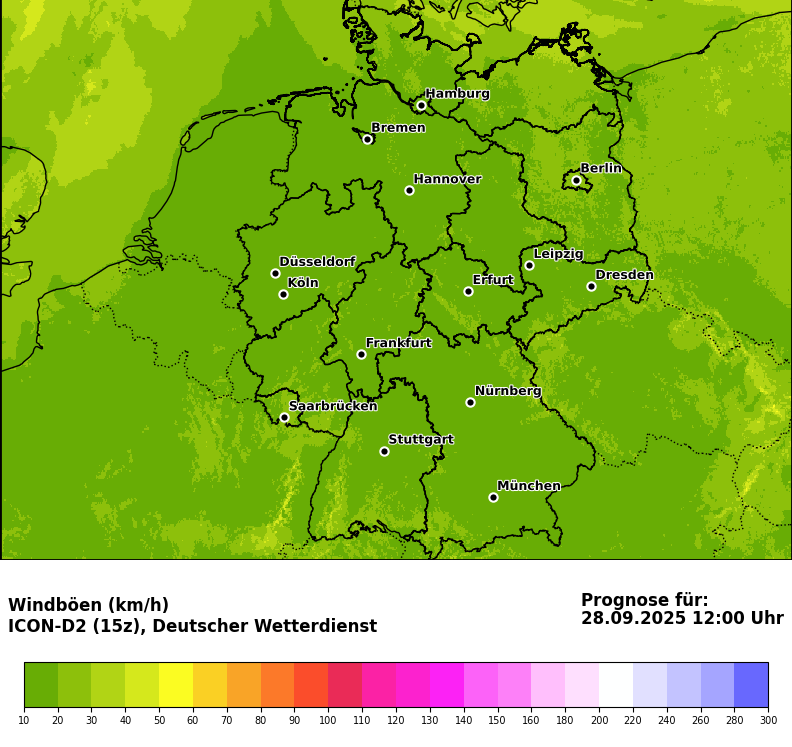 Hamburg
Bremen
Berlin
Hannover
Leipzig
Düsseldorf
Dresden
Köln
Erfurt
Frankfurt
Nürnberg
Saarbrücken
Stuttgart
München
Windböen (km/h)
ICON-D2 (15z), Deutscher Wetterdienst
Prognose für:
28.09.2025 12:00 Uhr
10 20 30 40 50 60 70 80 90 100 110 120 130 140 150 160 180 200 220 240 260 280 300